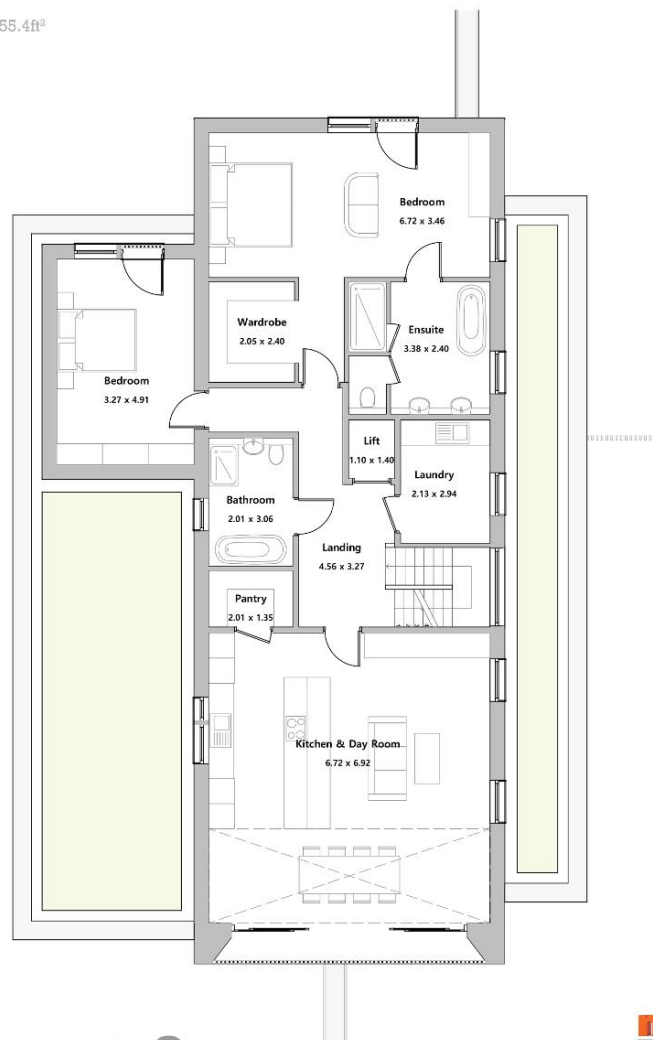 55.4ft²
Bedroom
6.72 x 3.46
Wardrobe
2.05 x 2.40
Ensuite
3.38 x 2.40
Bedroom
3.27 x 4.91
Lift
1.10 x 1.40
Laundry
2.13 x 2.94
Bathroom
2.01 x 3.06
Landing
4.56 x 3.27
Pantry
2.01 x 1.35
Kitchen & Day Room
6.72 x 6.92